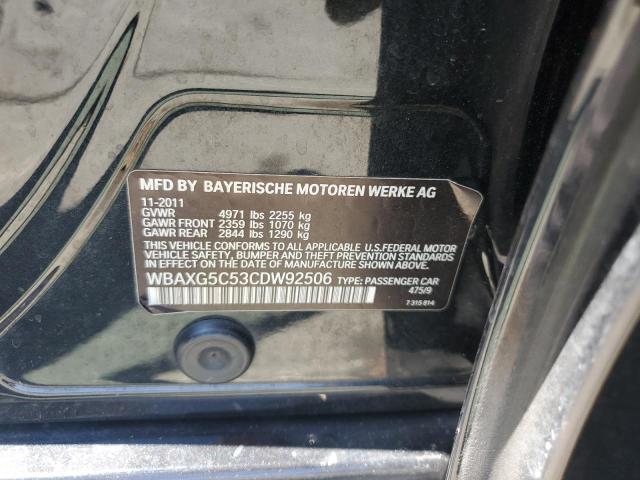 MFD BY BAYERISCHE MOTOREN WERKE AG
11-2011
GVWR 4971 lbs 2255 kg
GAWR FRONT 2359 lbs 1070 kg
GAWR REAR 2844 lbs 1290 kg
THIS VEHICLE CONFORMS TO ALL APPLICABLE U.S. FEDERAL MOTOR
VEHICLE SAFETY, BUMPER AND THEFT PREVENTION STANDARDS
IN EFFECT ON THE DATE OF MANUFACTURE SHOWN ABOVE.
WBAXG5C53CDW92506 TYPE: PASSENGER CAR
475/9
7 315 814